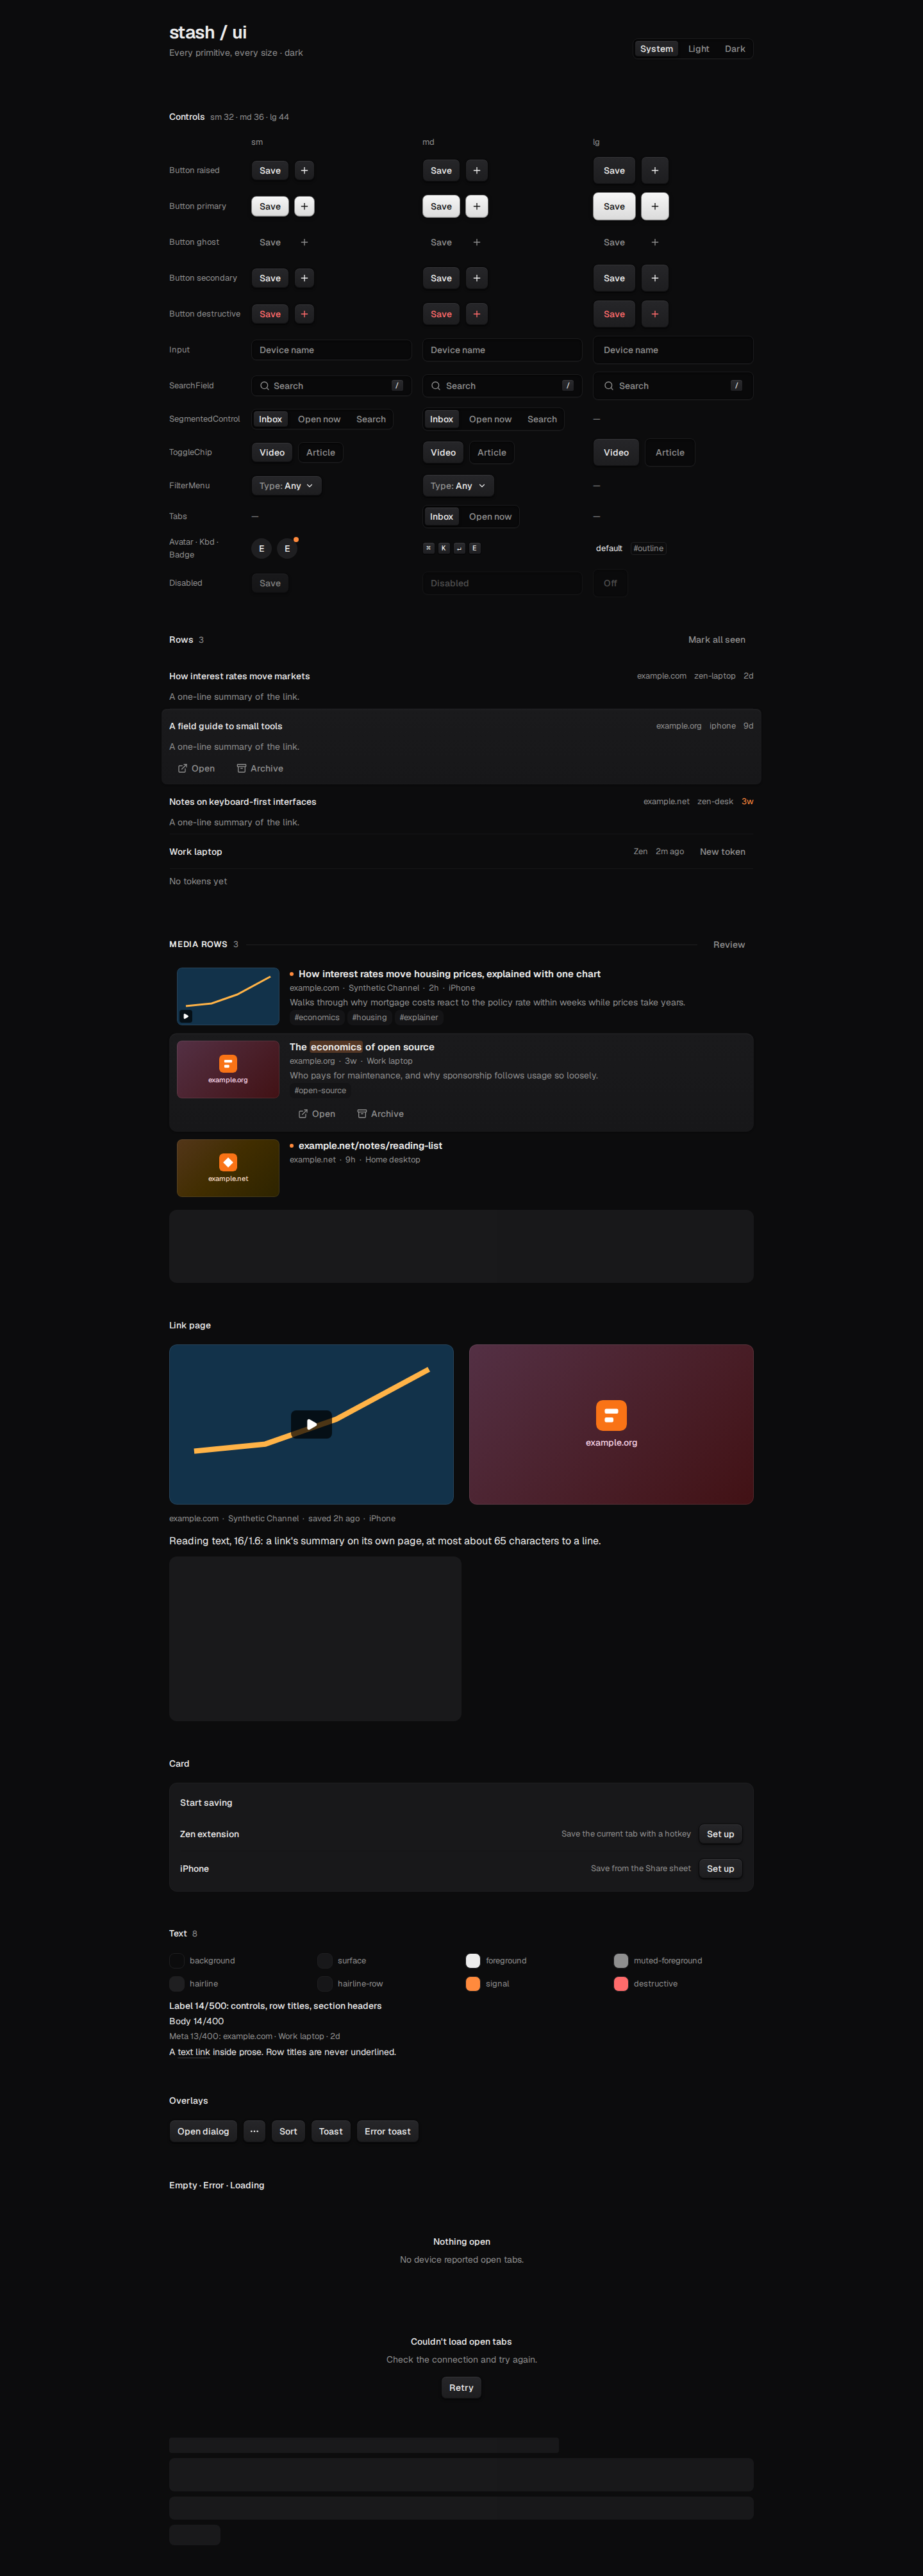 stash / ui
Every primitive, every size · dark
System Light Dark
Controls sm 32 · md 36 · lg 44
sm md lg
Button raised Save + Save + Save +
Button primary Save + Save + Save +
Button ghost Save + Save + Save +
Button secondary Save + Save + Save +
Button destructive Save + Save + Save +
Input Device name Device name Device name
SearchField Search / Search / Search /
SegmentedControl Inbox Open now Search Inbox Open now Search —
ToggleChip Video Article Video Article Video Article
FilterMenu Type: Any Type: Any —
Tabs — Inbox Open now —
Avatar · Kbd ·
Badge
E E ⌘ K ↵ E default #outline
Disabled Save Disabled Off
Rows 3 Mark all seen
How interest rates move markets example.com zen-laptop 2d
A one-line summary of the link.
A field guide to small tools example.org iphone 9d
A one-line summary of the link.
Open Archive
Notes on keyboard-first interfaces example.net zen-desk 3w
A one-line summary of the link.
Work laptop Zen 2m ago New token
No tokens yet
MEDIA ROWS 3 Review
How interest rates move housing prices, explained with one chart
example.com · Synthetic Channel · 2h · iPhone
Walks through why mortgage costs react to the policy rate within weeks while prices take years.
#economics #housing #explainer
example.org
The economics of open source
example.org · 3w · Work laptop
Who pays for maintenance, and why sponsorship follows usage so loosely.
#open-source
Open Archive
example.net
example.net/notes/reading-list
example.net · 9h · Home desktop
Link page
example.org
example.com · Synthetic Channel · saved 2h ago · iPhone
Reading text, 16/1.6: a link's summary on its own page, at most about 65 characters to a line.
Card
Start saving
Zen extension Save the current tab with a hotkey Set up
iPhone Save from the Share sheet Set up
Text 8
background surface foreground muted-foreground
hairline hairline-row signal destructive
Label 14/500: controls, row titles, section headers
Body 14/400
Meta 13/400: example.com · Work laptop · 2d
A text link inside prose. Row titles are never underlined.
Overlays
Open dialog ··· Sort Toast Error toast
Empty · Error · Loading
Nothing open
No device reported open tabs.
Couldn't load open tabs
Check the connection and try again.
Retry